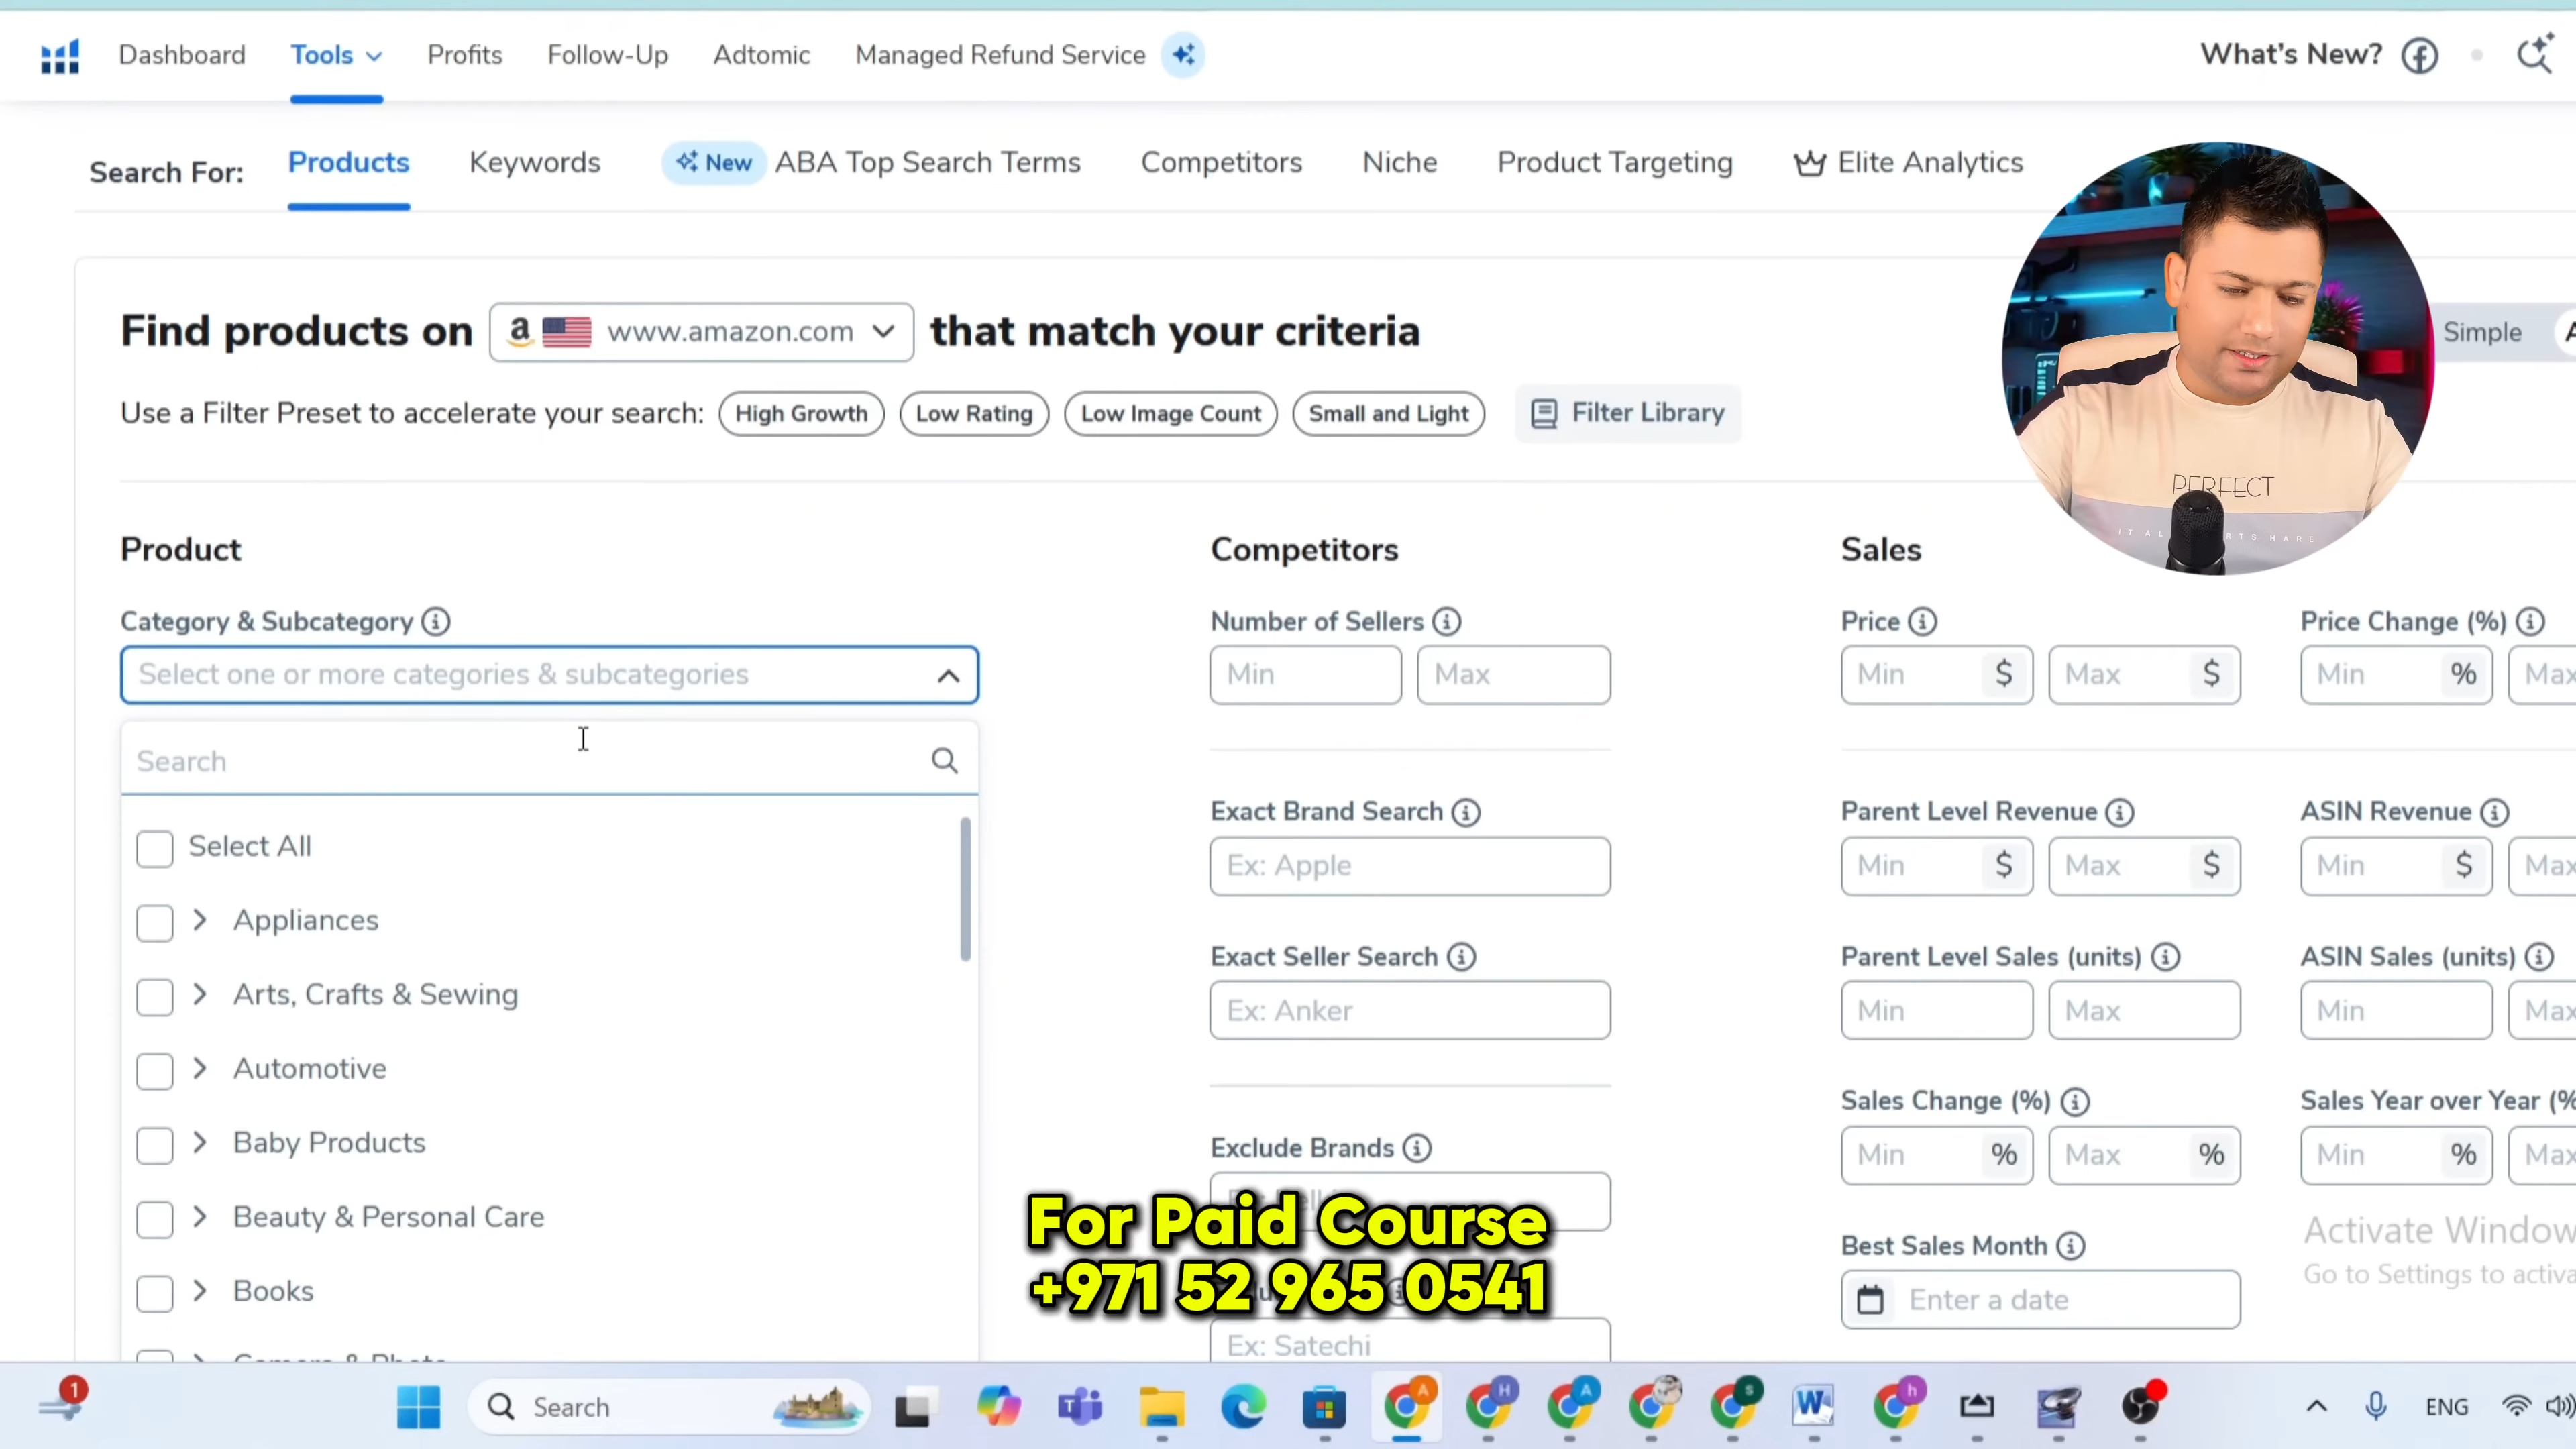 Dashboard Tools Profits Follow-Up Adtomic Managed Refund Service What's New?
Search For: Products Keywords New ABA Top Search Terms Competitors Niche Product Targeting Elite Analytics
Find products on www.amazon.com that match your criteria Simple
Use a Filter Preset to accelerate your search: High Growth Low Rating Low Image Count Small and Light Filter Library
PERFECT
Product Competitors Sales
Category & Subcategory Number of Sellers Price Price Change (%)
Select one or more categories & subcategories Min Max Min $ Max $ Min % Max
Search
Exact Brand Search Parent Level Revenue ASIN Revenue
Select All Ex: Apple Min $ Max $ Min $ Max
Appliances
Exact Seller Search Parent Level Sales (units) ASIN Sales (units)
Arts, Crafts & Sewing Ex: Anker Min Max Min Max
Automotive
Sales Change (%) Sales Year over Year (%
Baby Products Exclude Brands Min % Max % Min % Max
Beauty & Personal Care
For Paid Course
+971 52 965 0541
Activate Window
Best Sales Month Go to Settings to activa
Books Enter a date
Ex: Satechi
Camera & Photo
1 Search ENG